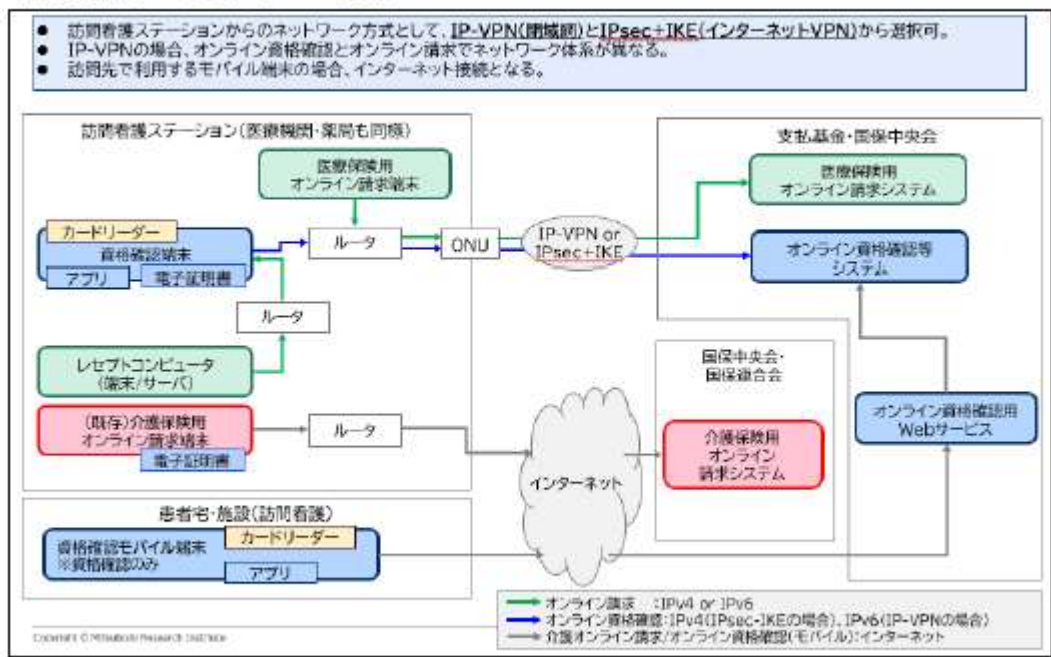 ● 訪問看護ステーションからのネットワーク方式として、IP-VPN(閉域網)とIPsec+IKE(インターネットVPN)から選択可。
● IP-VPNの場合、オンライン資格確認とオンライン請求でネットワーク体系が異なる。
● 訪問先で利用するモバイル端末の場合、インターネット接続となる。
訪問看護ステーション(医療機関・薬局も同様)
医療保険用
オンライン請求端末
カードリーダー
資格確認端末
アプリ
電子証明書
ルータ
ONU
IP-VPN or
IPsec+IKE
ルータ
レセプトコンピュータ
(端末/サーバ)
(既存)介護保険用
オンライン請求端末
電子証明書
ルータ
支払基金・国保中央会
医療保険用
オンライン請求システム
オンライン資格確認等
システム
国保中央会・
国保連合会
介護保険用
オンライン
請求システム
オンライン資格確認用
Webサービス
インターネット
患者宅・施設(訪問看護)
カードリーダー
資格確認モバイル端末
※資格確認のみ
アプリ
オンライン請求 :IPv4 or IPv6
オンライン資格確認:IPv4(IPsec-IKEの場合)、IPv6(IP-VPNの場合)
介護オンライン請求/オンライン資格確認(モバイル):インターネット
Copyright © Mitsubishi Research Institute